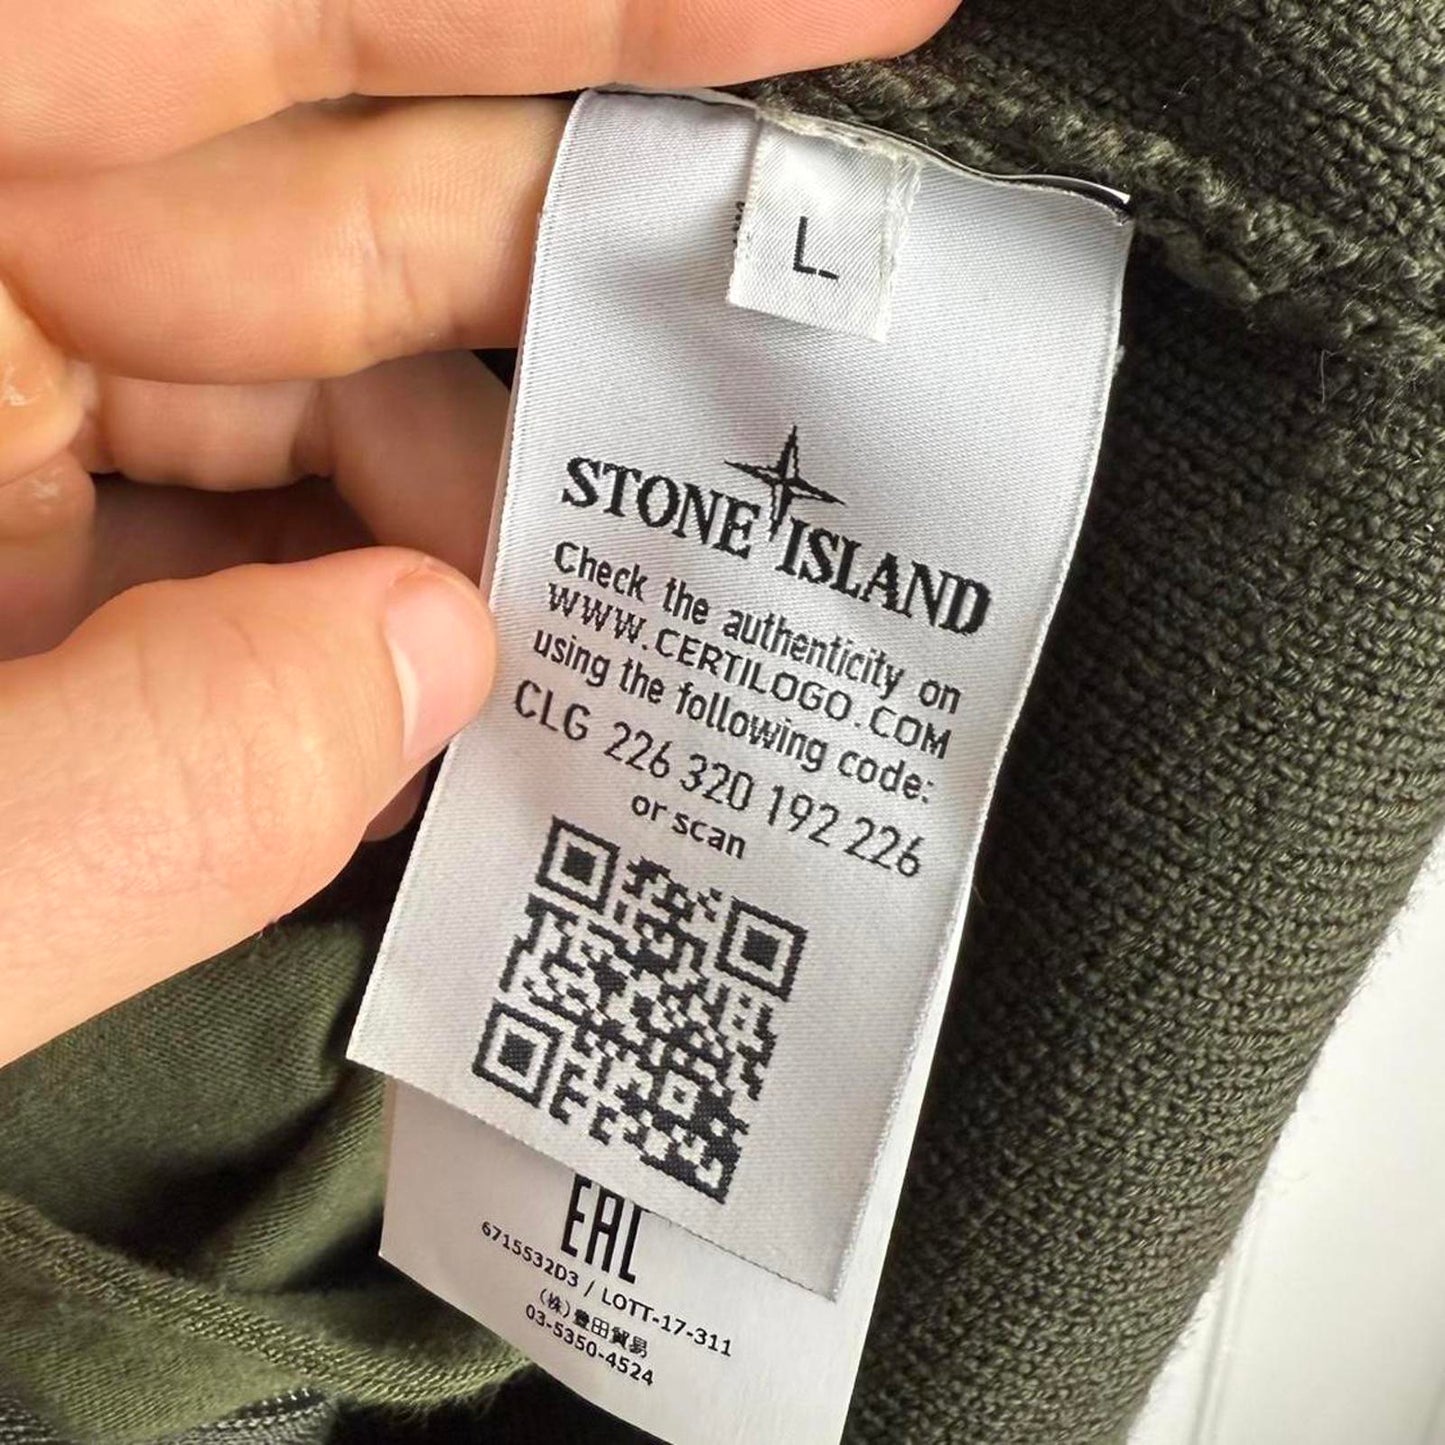 L
STONE ISLAND
Check the authenticity on
WWW.CERTILOGO.COM
using the following code:
CLG 226 320 192 226
or scan
EAC
6715532D3 / LOTT-17-311
(株)豊田貿易
03-5350-4524